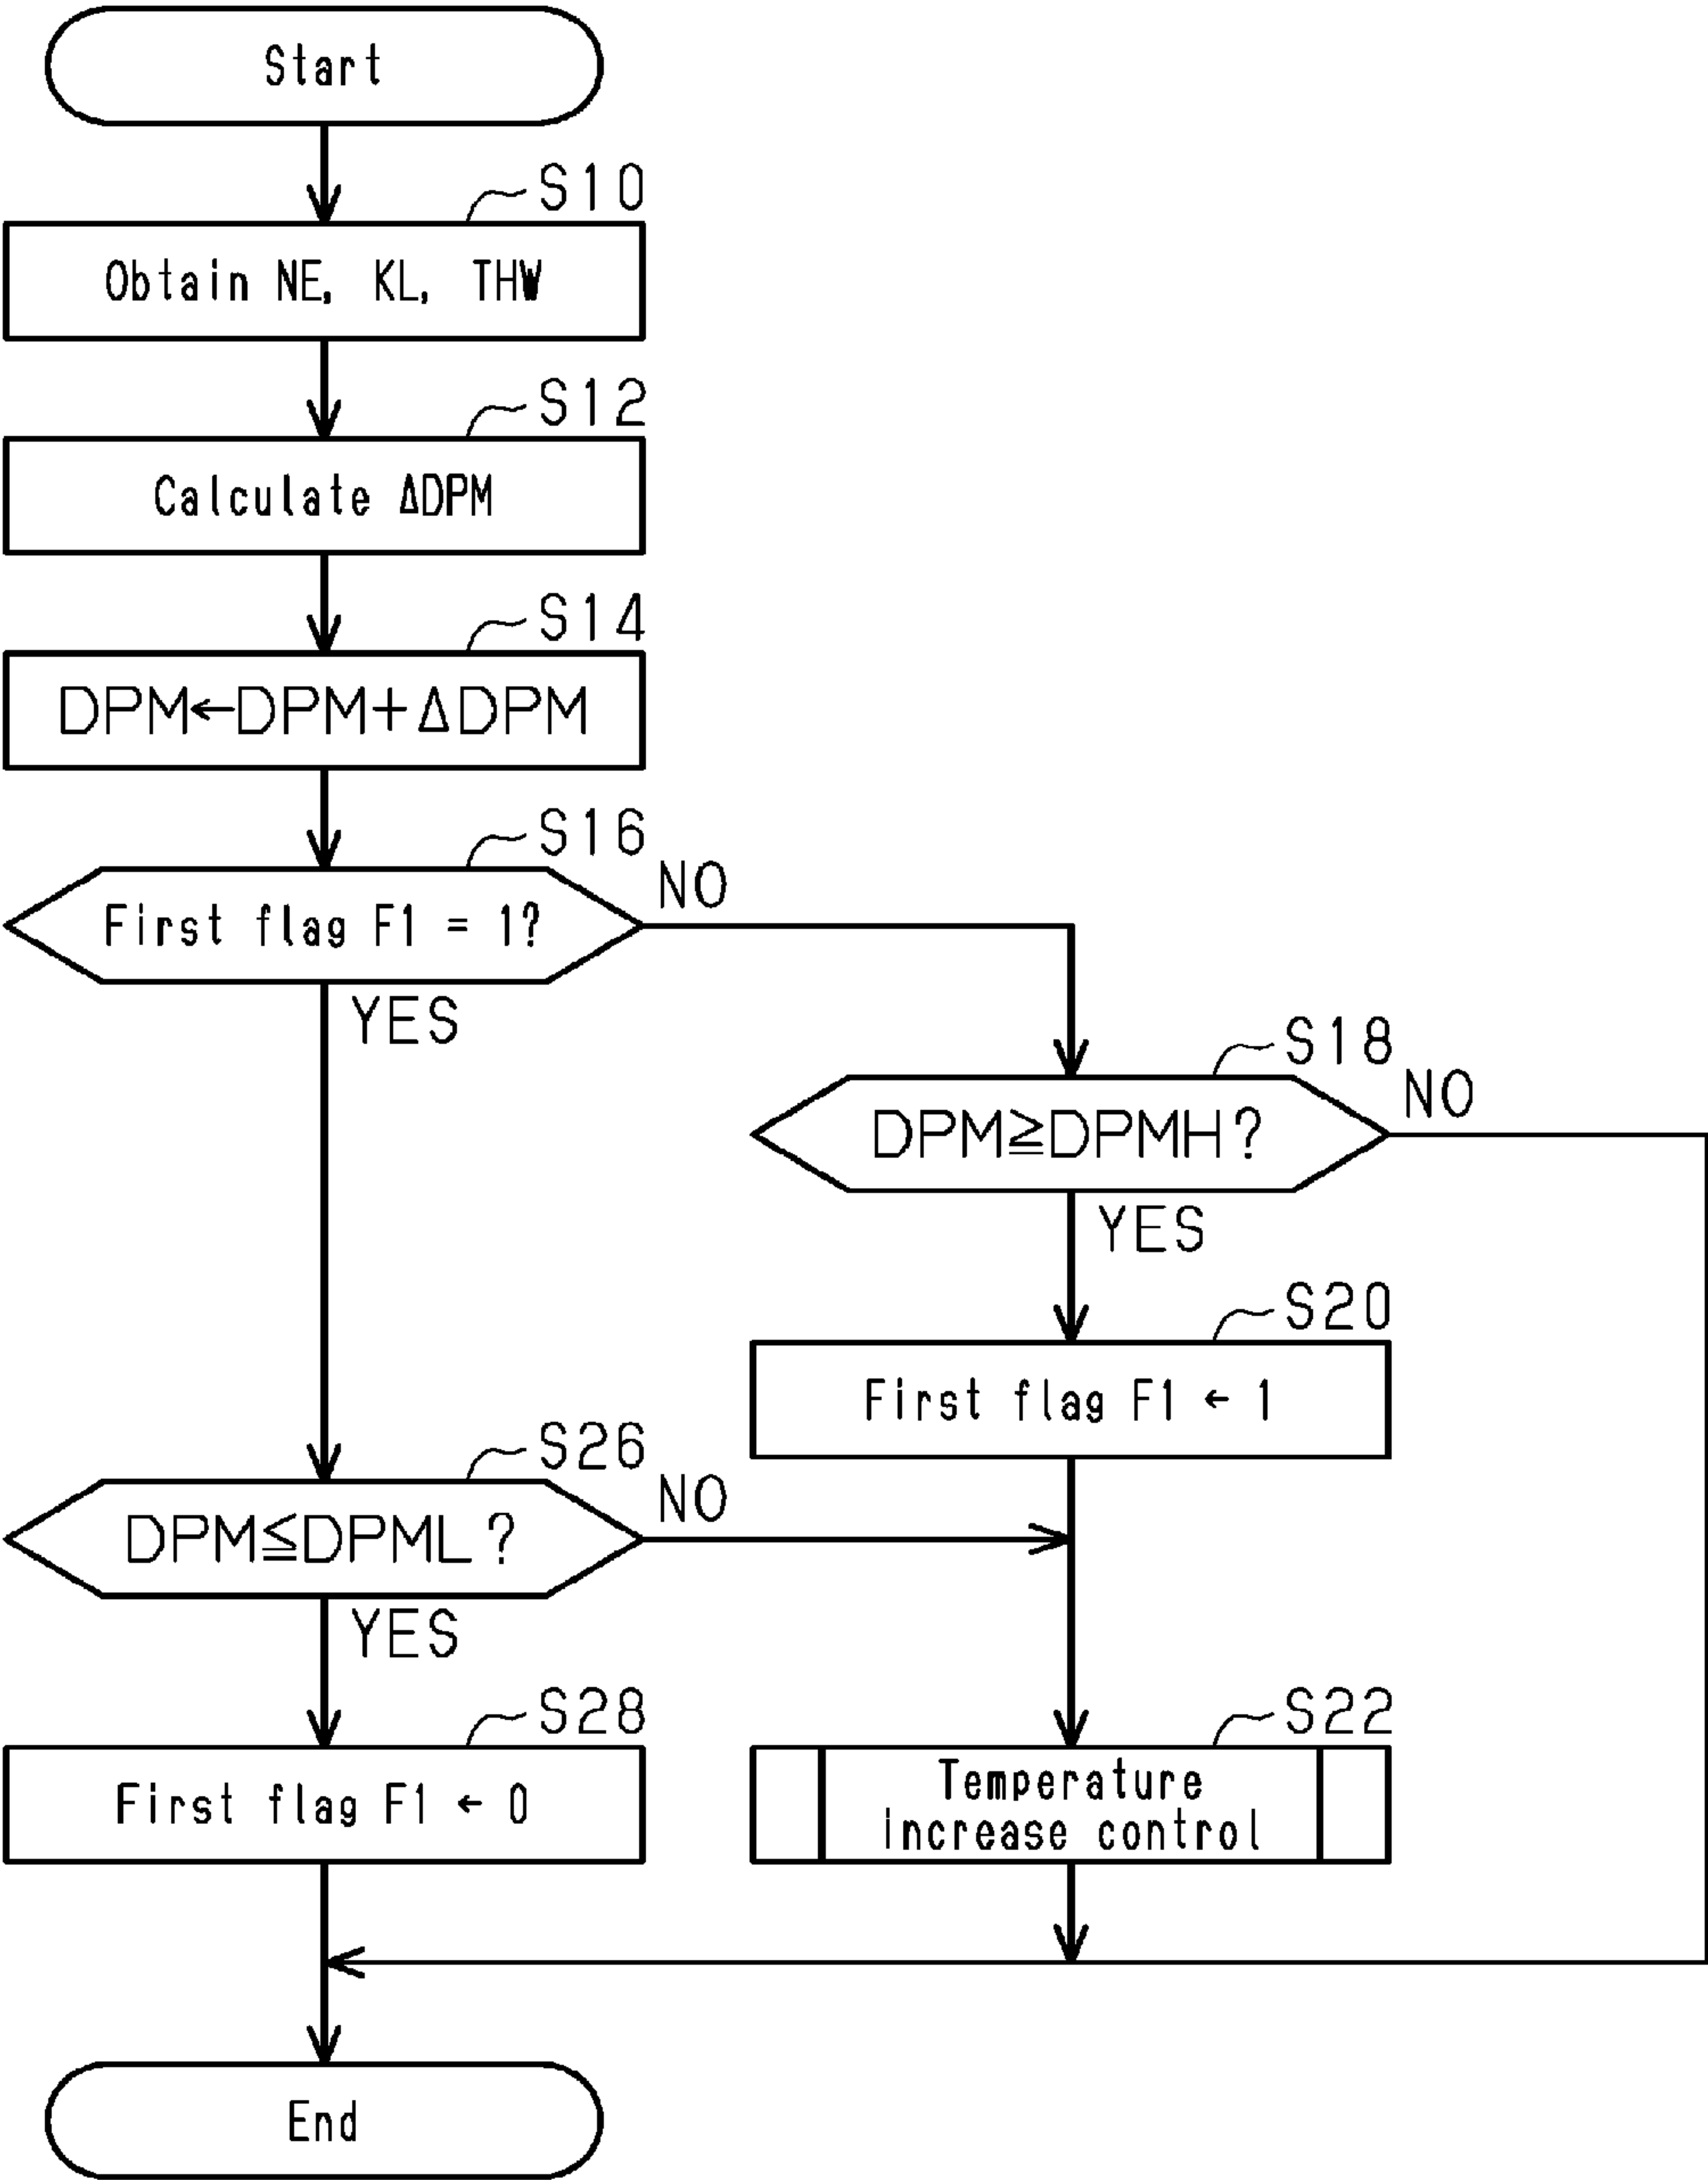 Start
S10
Obtain NE, KL, THW
S12
Calculate ΔDPM
S14
DPM←DPM+ΔDPM
S16
First flag F1 = 1?
NO
YES
S18
DPM≧DPMH?
NO
YES
S20
First flag F1 ← 1
S26
DPM≦DPML?
NO
YES
S28
First flag F1 ← 0
S22
Temperature
increase control
End